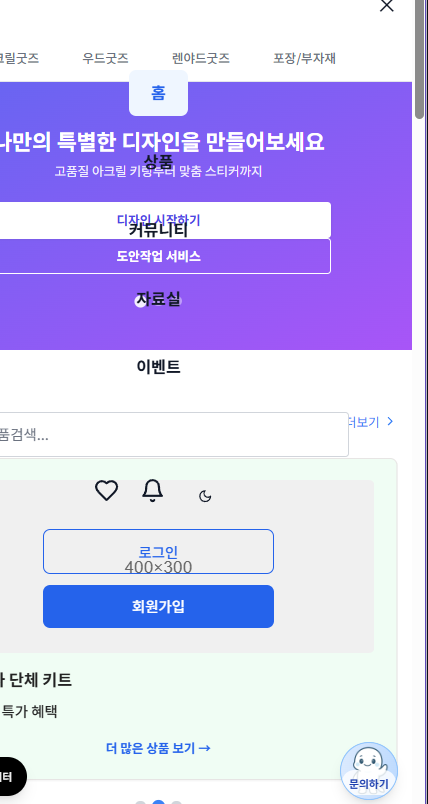 크릴굿즈 우드굿즈 렌야드굿즈 포장/부자재
홈
나만의 특별한 디자인을 만들어보세요
상품
고품질 아크릴 키링부터 맞춤 스티커까지
디자인 시작하기
커뮤니티
도안작업 서비스
자료실
이벤트
더보기
품검색...
로그인
400×300
회원가입
단체 키트
특가 혜택
더 많은 상품 보기 →
문의하기
터